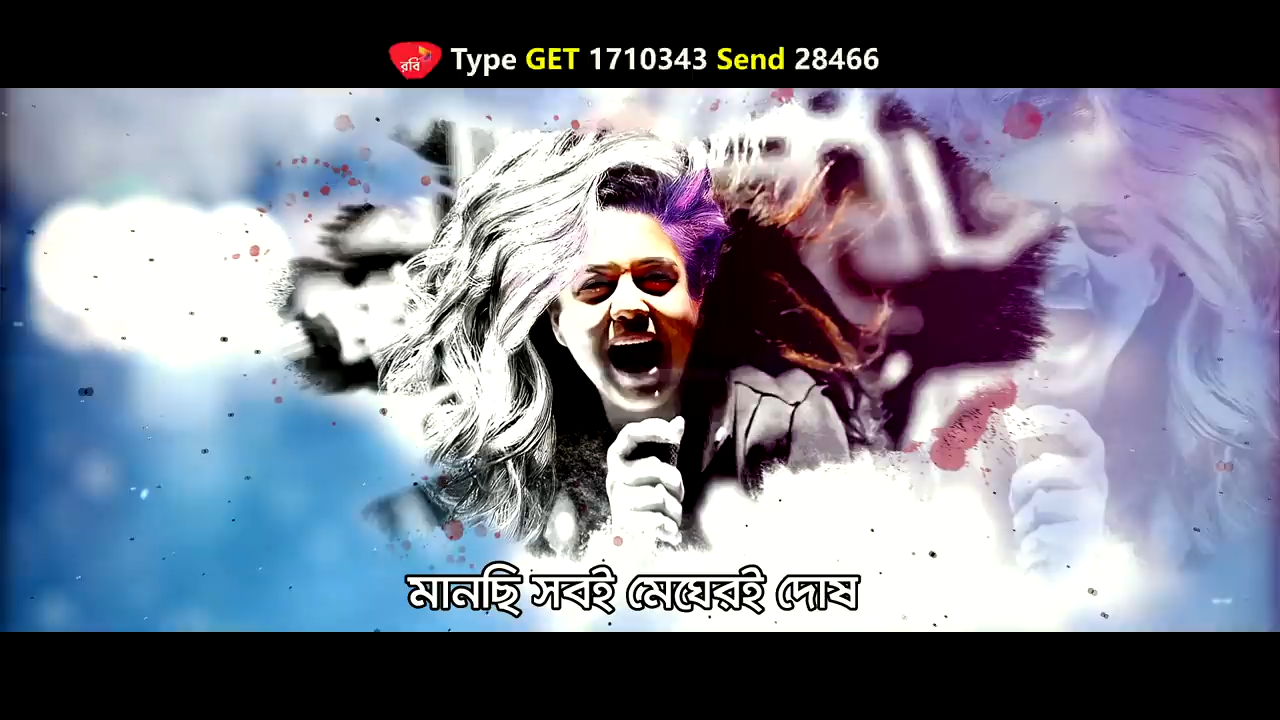 রবি Type GET 1710343 Send 28466
মানছি সবই মেঘেরই দোষ